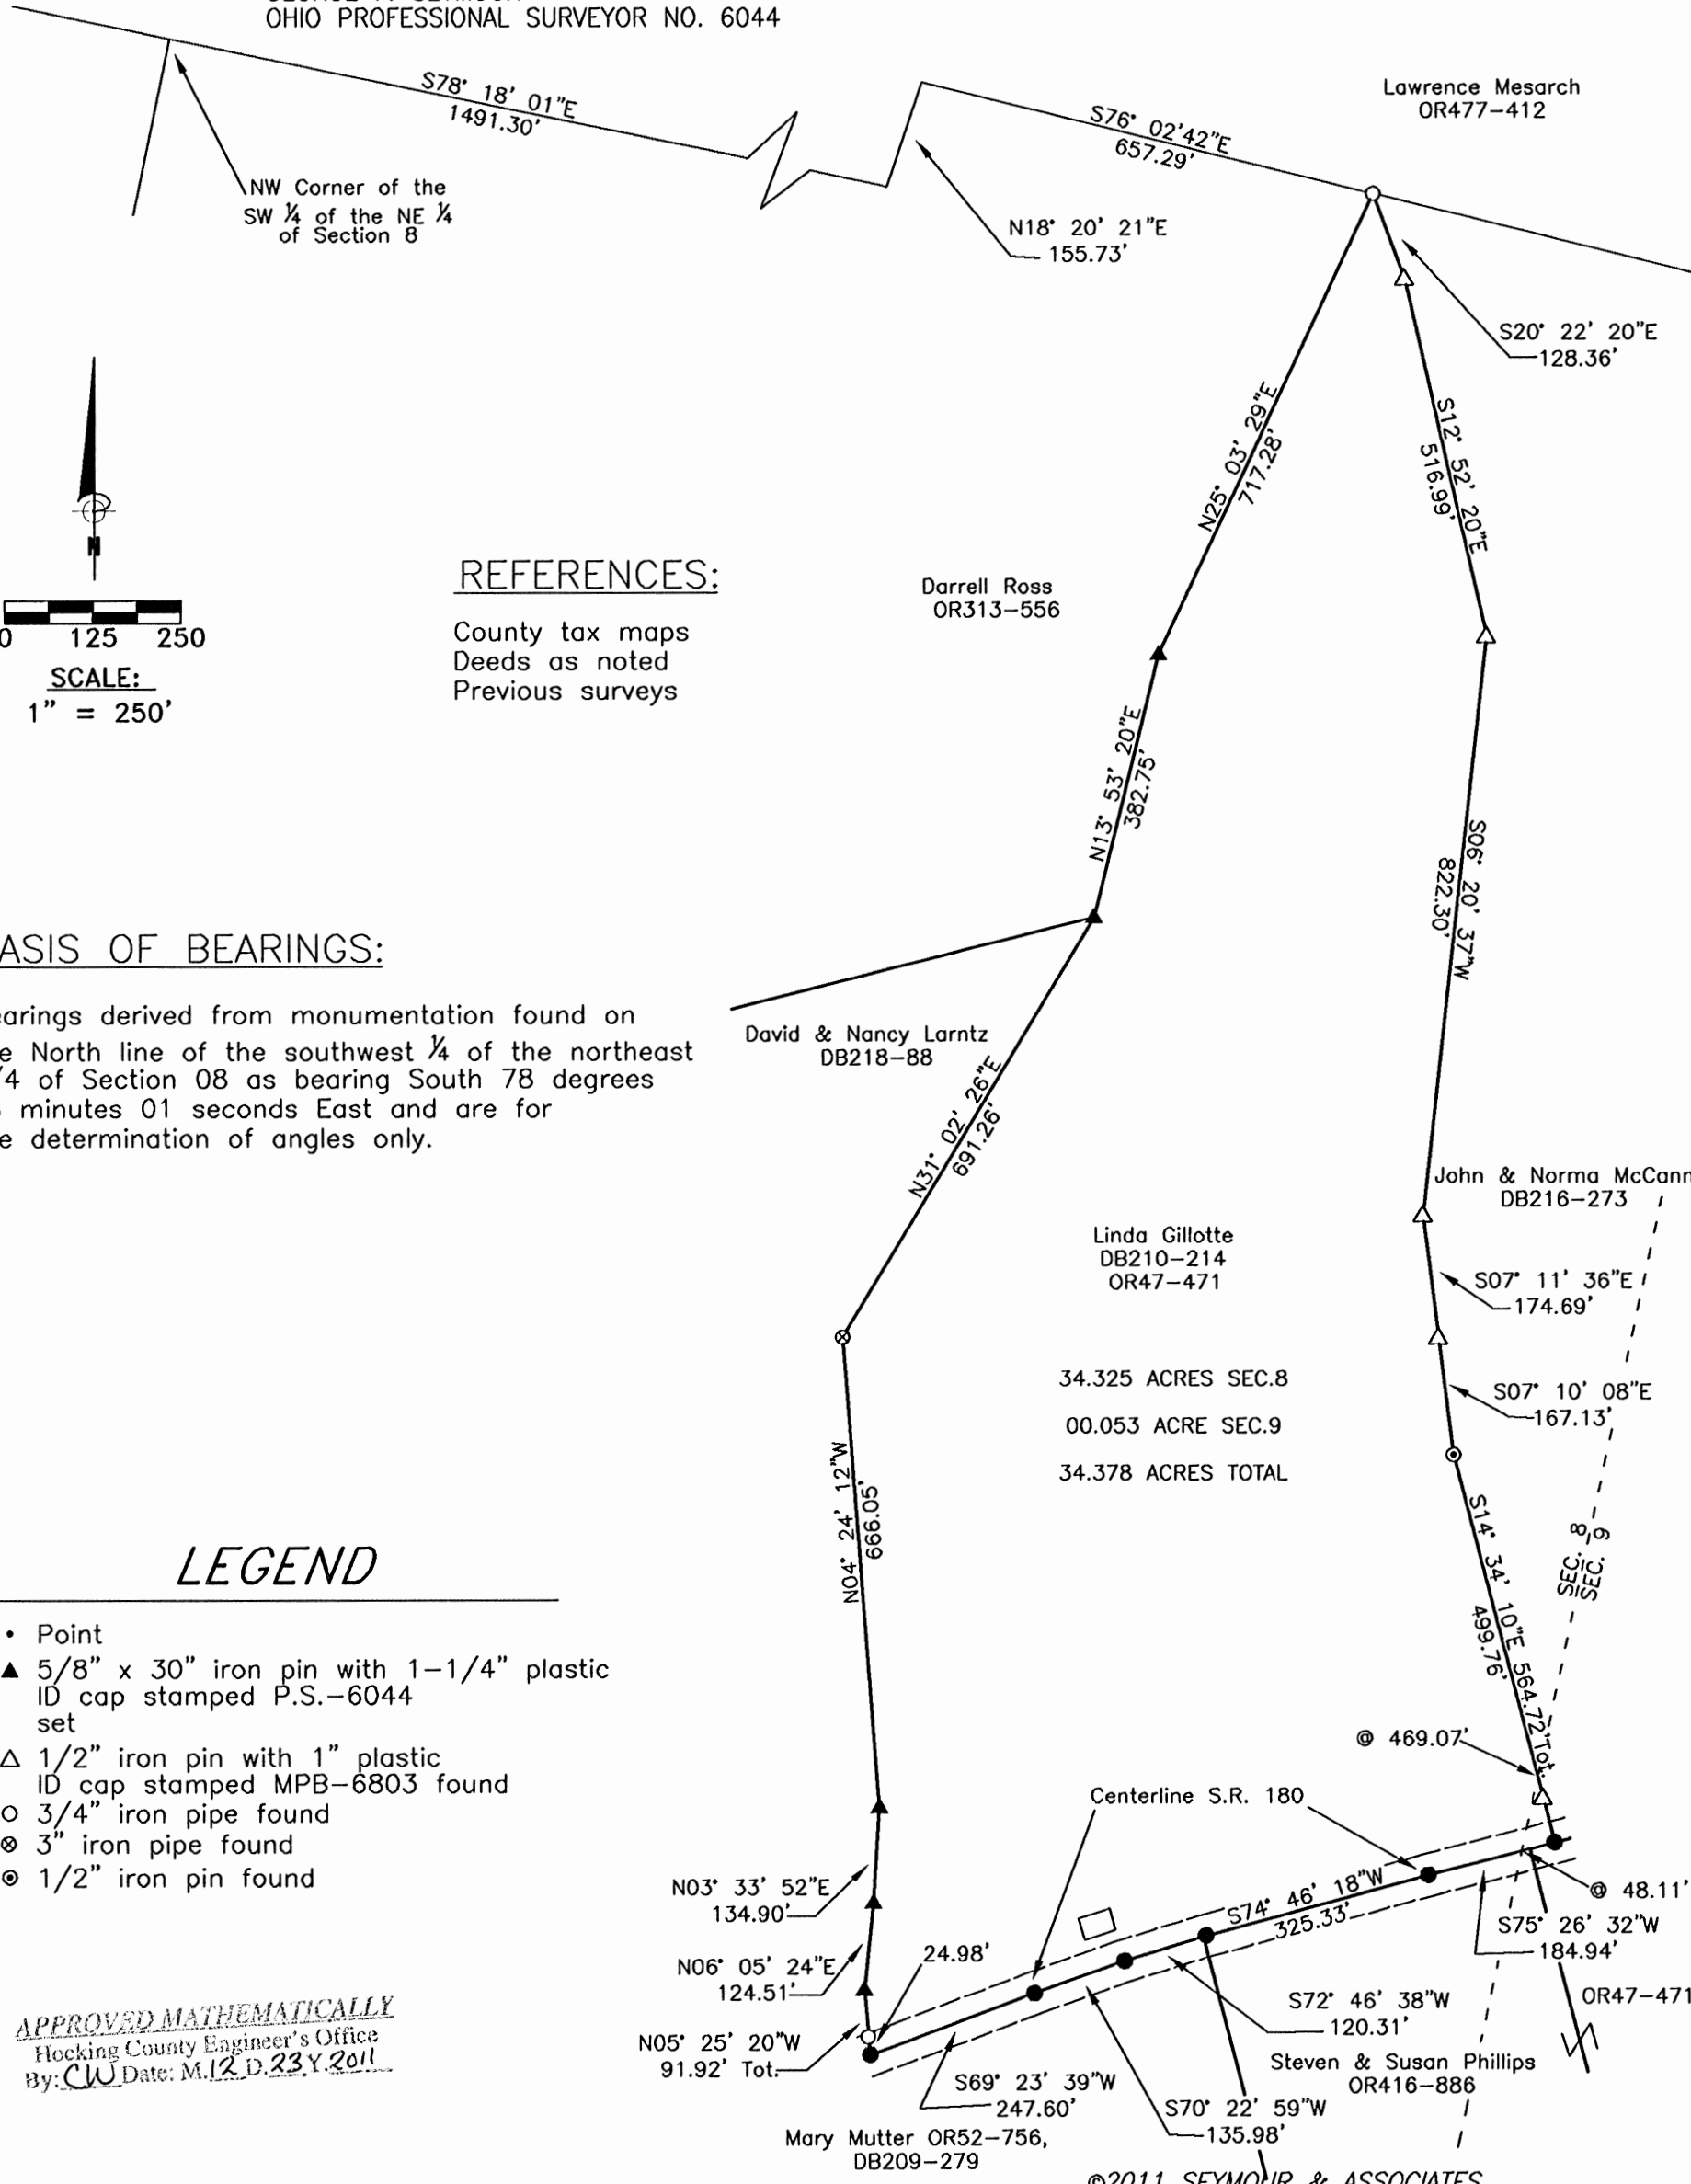 OHIO PROFESSIONAL SURVEYOR NO. 6044
S78° 18' 01"E
1491.30'
NW Corner of the
SW ¼ of the NE ¼
of Section 8
S76° 02'42"E
657.29'
Lawrence Mesarch
OR477-412
N18° 20' 21"E
155.73'
S20° 22' 20"E
128.36'
N25° 03' 29"E
717.28'
S12° 52' 20"E
516.99'
N
0 125 250
SCALE:
1" = 250'
REFERENCES:
County tax maps
Deeds as noted
Previous surveys
Darrell Ross
OR313-556
N13° 53' 20"E
382.75'
S06° 20' 37"W
822.30'
ASIS OF BEARINGS:
earings derived from monumentation found on
e North line of the southwest ¼ of the northeast
/4 of Section 08 as bearing South 78 degrees
minutes 01 seconds East and are for
e determination of angles only.
David & Nancy Larntz
DB218-88
N31° 02' 26"E
691.26'
John & Norma McCann
DB216-273
Linda Gillotte
DB210-214
OR47-471
S07° 11' 36"E
174.69'
34.325 ACRES SEC.8
00.053 ACRE SEC.9
34.378 ACRES TOTAL
S07° 10' 08"E
167.13'
N04° 24' 12"W
666.05'
S14° 34' 10"E 564.72'Tot.
499.76'
SEC. 8
SEC. 9
LEGEND
• Point
▲ 5/8" x 30" iron pin with 1-1/4" plastic
ID cap stamped P.S.-6044
set
△ 1/2" iron pin with 1" plastic
ID cap stamped MPB-6803 found
○ 3/4" iron pipe found
⊗ 3" iron pipe found
⊙ 1/2" iron pin found
@ 469.07'
Centerline S.R. 180
N03° 33' 52"E
134.90'
S74° 46' 18"W
325.33'
@ 48.11'
S75° 26' 32"W
184.94'
N06° 05' 24"E
124.51'
24.98'
S72° 46' 38"W
120.31'
OR47-471
N05° 25' 20"W
91.92' Tot.
Steven & Susan Phillips
OR416-886
S69° 23' 39"W
247.60'
S70° 22' 59"W
135.98'
Mary Mutter OR52-756,
DB209-279
APPROVED MATHEMATICALLY
Hocking County Engineer's Office
By: CW Date: M.12 D.23 Y.2011
©2011 SEYMOUR & ASSOCIATES